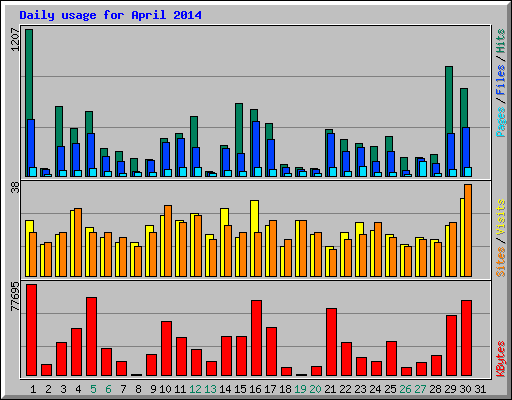 Daily usage for April 2014
1207
Pages / Files / Hits
38
Sites / Visits
77695
KBytes
1 2 3 4 5 6 7 8 9 10 11 12 13 14 15 16 17 18 19 20 21 22 23 24 25 26 27 28 29 30 31